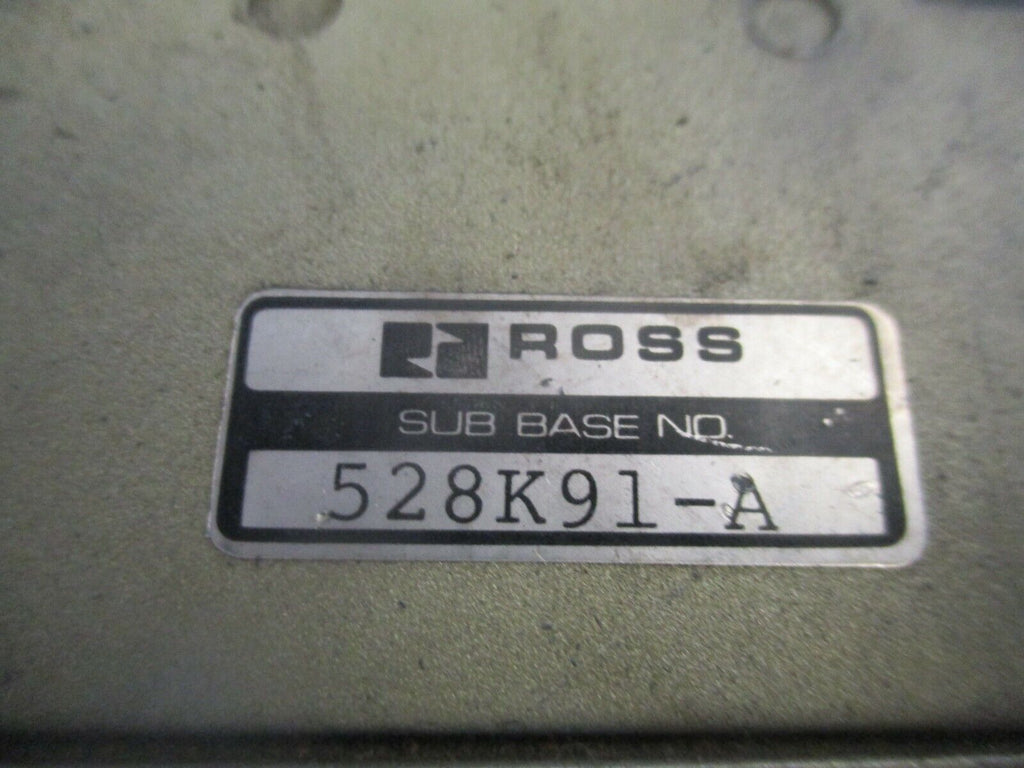 ROSS
SUB BASE NO.
528K91-A